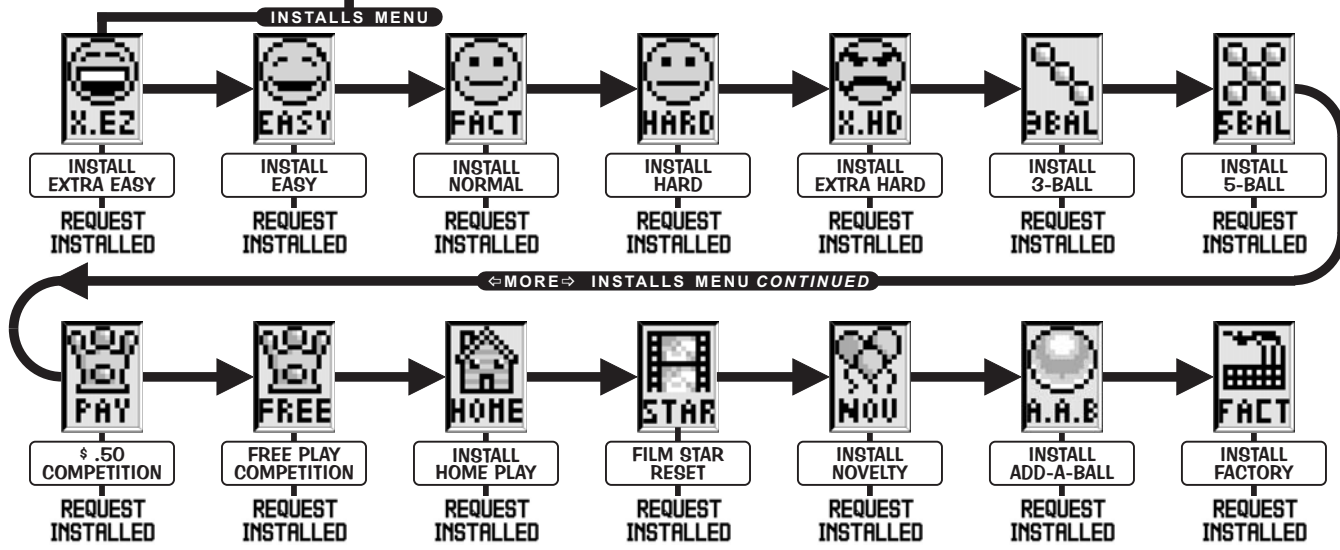 INSTALLS MENU
X.EZ EASY FACT HARD X.HD 3BAL 5BAL
INSTALL EXTRA EASY
INSTALL EASY
INSTALL NORMAL
INSTALL HARD
INSTALL EXTRA HARD
INSTALL 3-BALL
INSTALL 5-BALL
REQUEST INSTALLED
REQUEST INSTALLED
REQUEST INSTALLED
REQUEST INSTALLED
REQUEST INSTALLED
REQUEST INSTALLED
REQUEST INSTALLED
⇦MORE⇨ INSTALLS MENU CONTINUED
PAY FREE HOME STAR NOV A.A.B FACT
$ .50 COMPETITION
FREE PLAY COMPETITION
INSTALL HOME PLAY
FILM STAR RESET
INSTALL NOVELTY
INSTALL ADD-A-BALL
INSTALL FACTORY
REQUEST INSTALLED
REQUEST INSTALLED
REQUEST INSTALLED
REQUEST INSTALLED
REQUEST INSTALLED
REQUEST INSTALLED
REQUEST INSTALLED